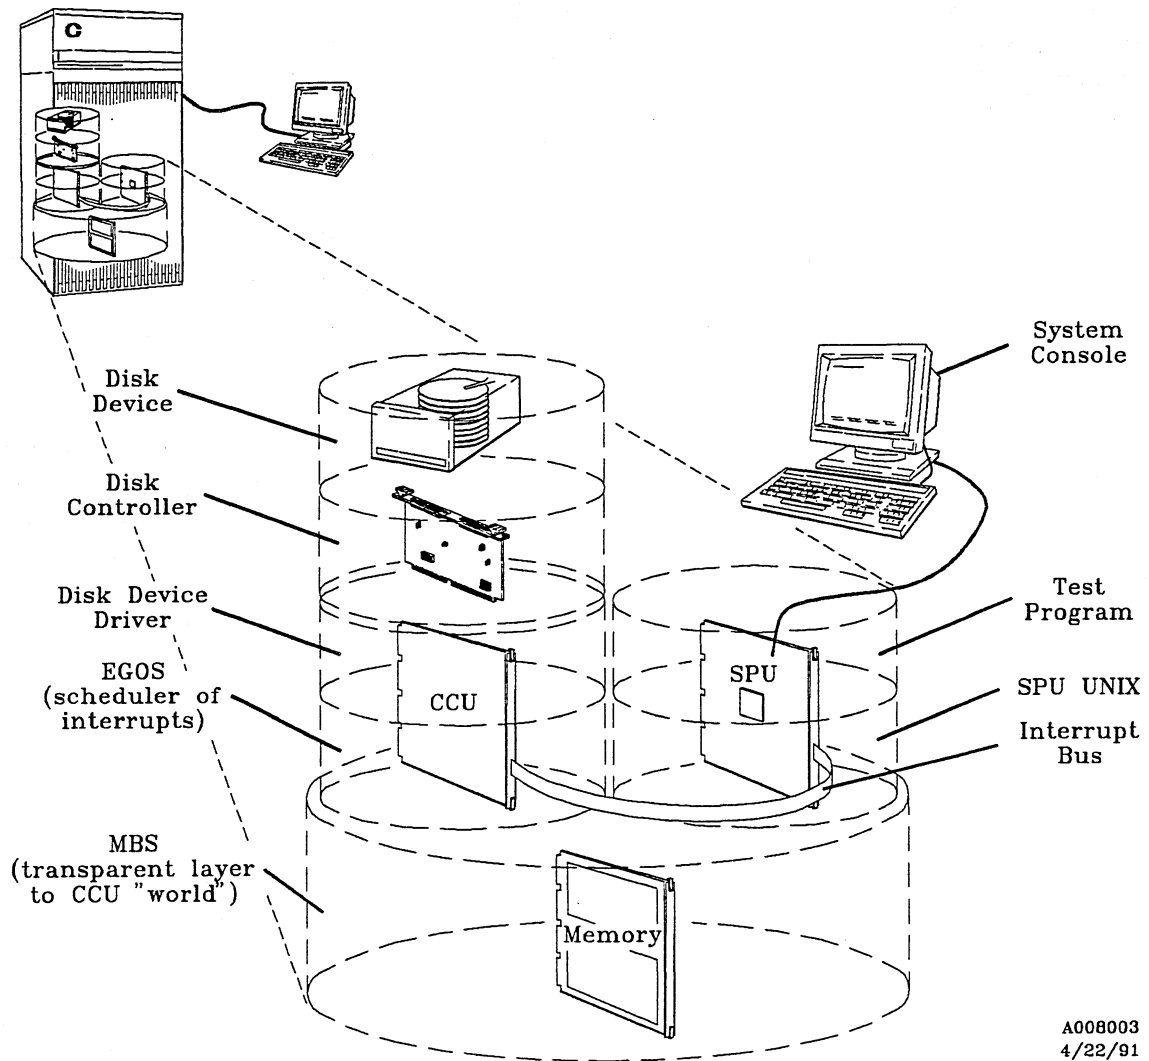 C
System
Console
Disk
Device
Disk
Controller
Disk Device
Driver
Test
Program
EGOS
(scheduler of
interrupts)
CCU
SPU
SPU UNIX
Interrupt
Bus
MBS
(transparent layer
to CCU "world")
Memory
A008003
4/22/91